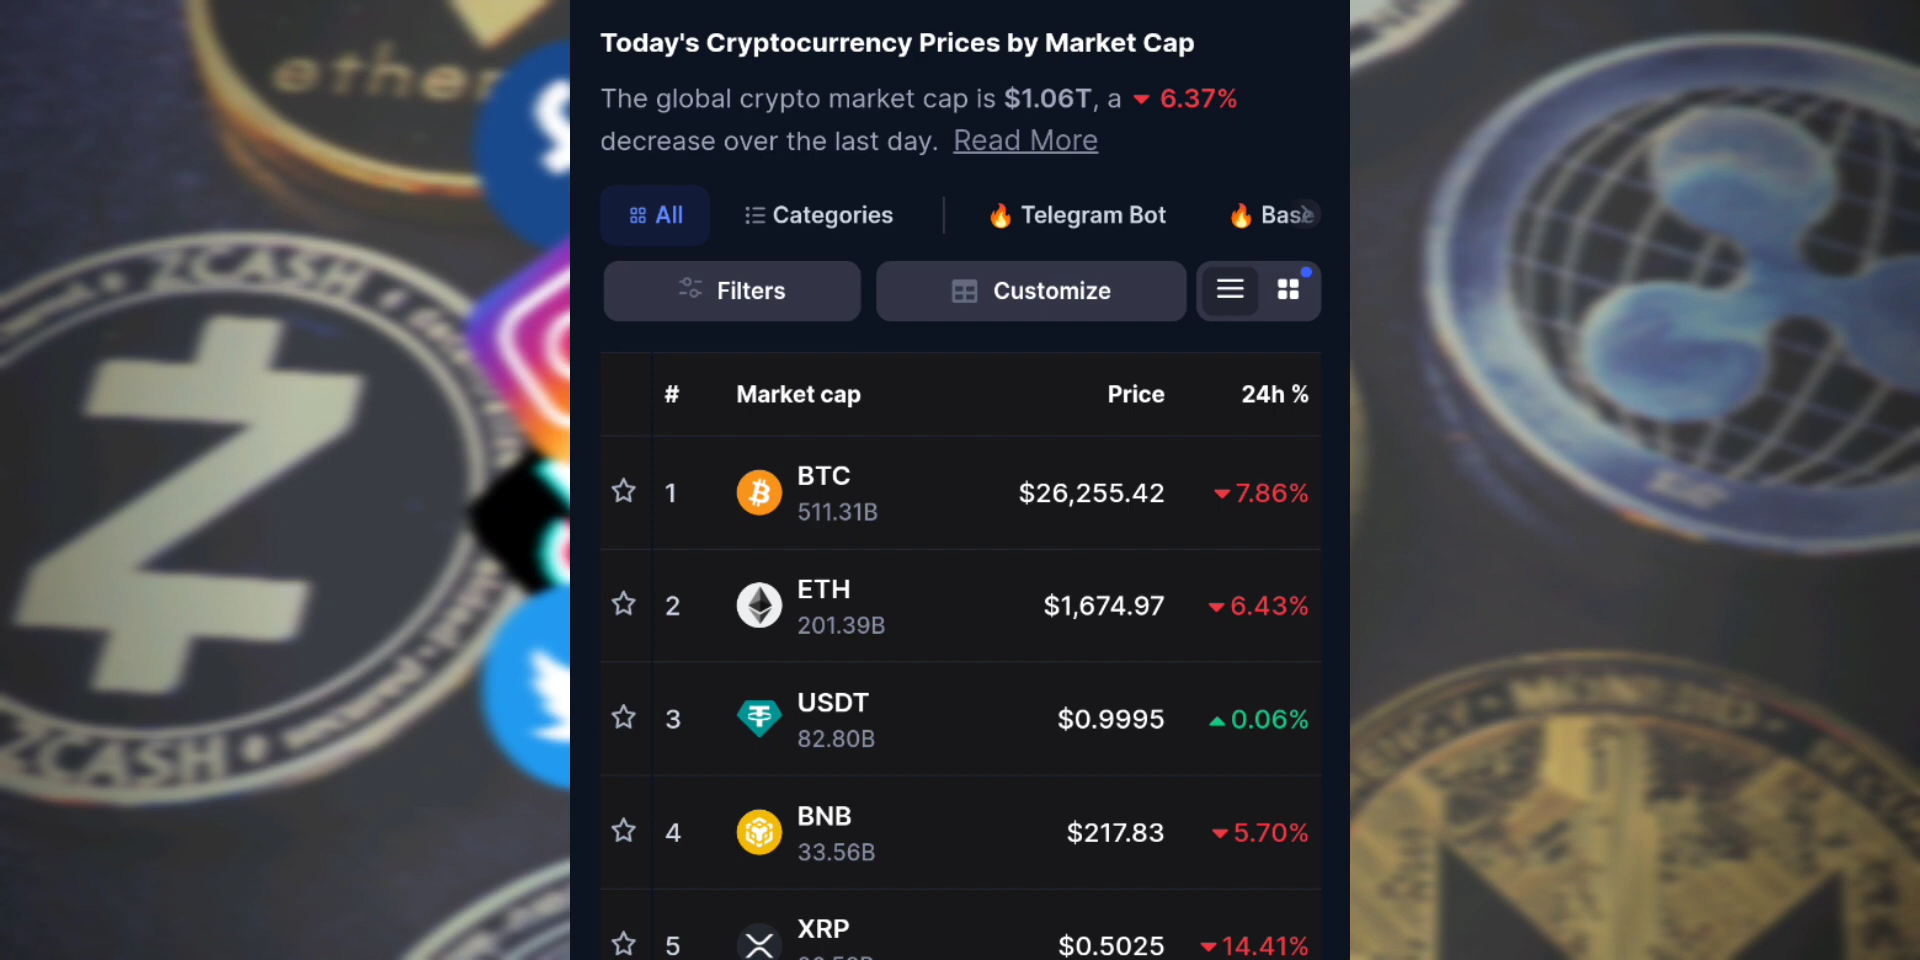 Today's Cryptocurrency Prices by Market Cap
The global crypto market cap is $1.06T, a ▼ 6.37%
decrease over the last day. Read More
All Categories 🔥 Telegram Bot 🔥 Base
Filters Customize
# Market cap Price 24h %
1 BTC $26,255.42 ▼7.86%
511.31B
2 ETH $1,674.97 ▼6.43%
201.39B
3 USDT $0.9995 ▲0.06%
82.80B
4 BNB $217.83 ▼5.70%
33.56B
5 XRP $0.5025 ▼14.41%
ZCASH
ZCASH